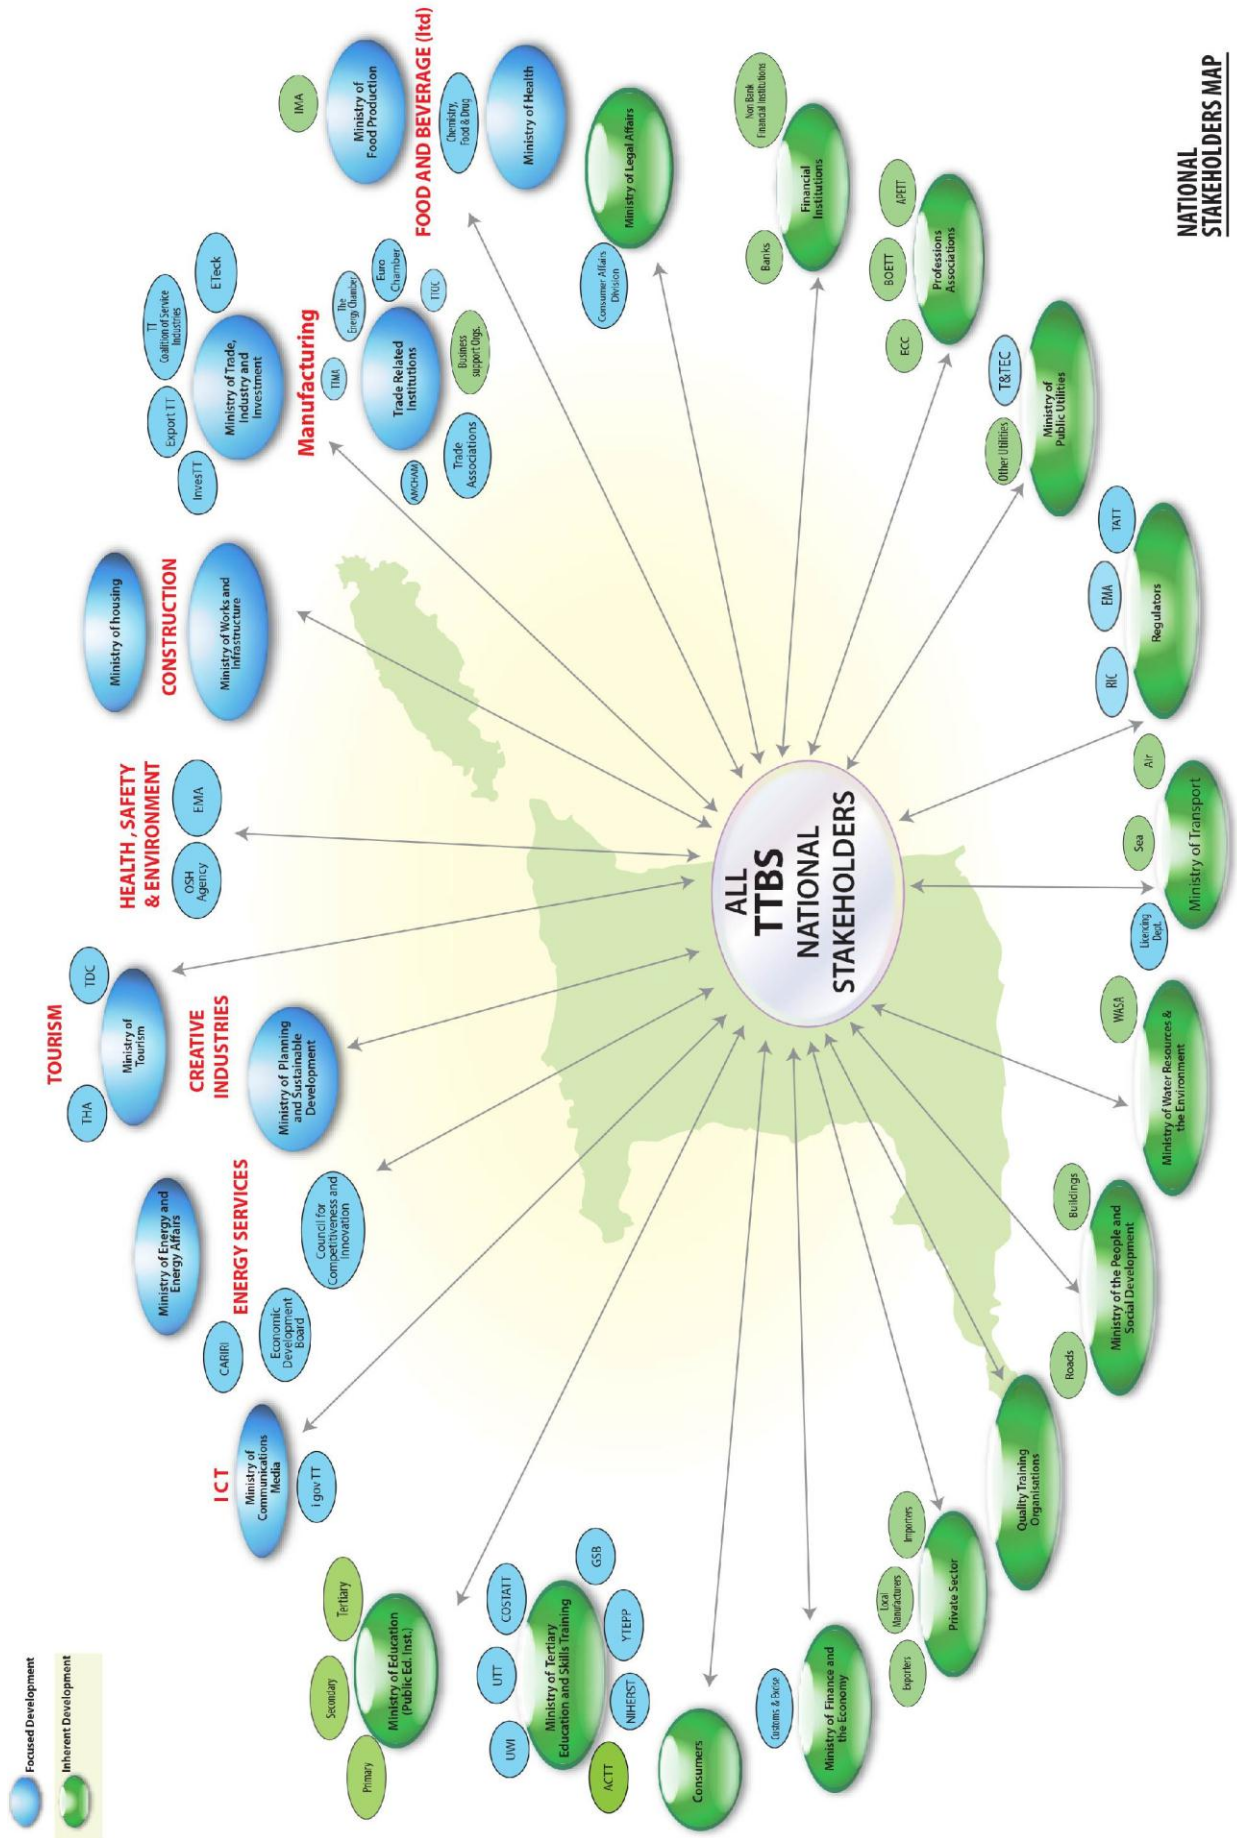 Focused Development
Inherent Development
ICT
Ministry of
Communications
Media
i gov TT
Ministry of Energy and
Energy Affairs
ENERGY SERVICES
CARIRI
Economic
Development
Board
Council for
Competitiveness and
Innovation
TOURISM
THA
TDC
Ministry of
Tourism
CREATIVE
INDUSTRIES
Ministry of Planning
and Sustainable
Development
HEALTH , SAFETY
& ENVIRONMENT
OSH
Agency
EMA
Ministry of housing
CONSTRUCTION
Ministry of Works and
Infrastructure
InvesTT
Export TT
TT
Coalition of Service
Industries
ETeck
Ministry of Trade,
Industry and
Investment
Manufacturing
TTMA
The
Energy Chamber
Euro
Chamber
AMCHAM
Trade Related
Institutions
TTOC
Trade
Associations
Business
support Orgs.
IMA
Ministry of
Food Production
FOOD AND BEVERAGE (ltd)
Chemistry,
Food & Drug
Ministry of Health
Consumer Affairs
Division
Ministry of Legal Affairs
Banks
Non Bank
Financial Institutions
Financial
Institutions
ECC
BOETT
APETT
Professions
Associations
Other Utilities
T&TEC
Ministry of
Public Utilities
RIC
EMA
TATT
Regulators
Licencing
Dept.
Sea
Air
Ministry of Transport
WASA
Ministry of Water Resources &
the Environment
Roads
Buildings
Ministry of the People and
Social Development
Quality Training
Organisations
Exporters
Local
Manufacturers
Importers
Private Sector
Customs & Excise
Ministry of Finance and
the Economy
Consumers
UWI
UTT
COSTATT
GSB
Ministry of Tertiary
Education and Skills Training
ACTT
NIHERST
YTEPP
Primary
Secondary
Tertiary
Ministry of Education
(Public Ed. Inst.)
ALL
TTBS
NATIONAL
STAKEHOLDERS
NATIONAL
STAKEHOLDERS MAP